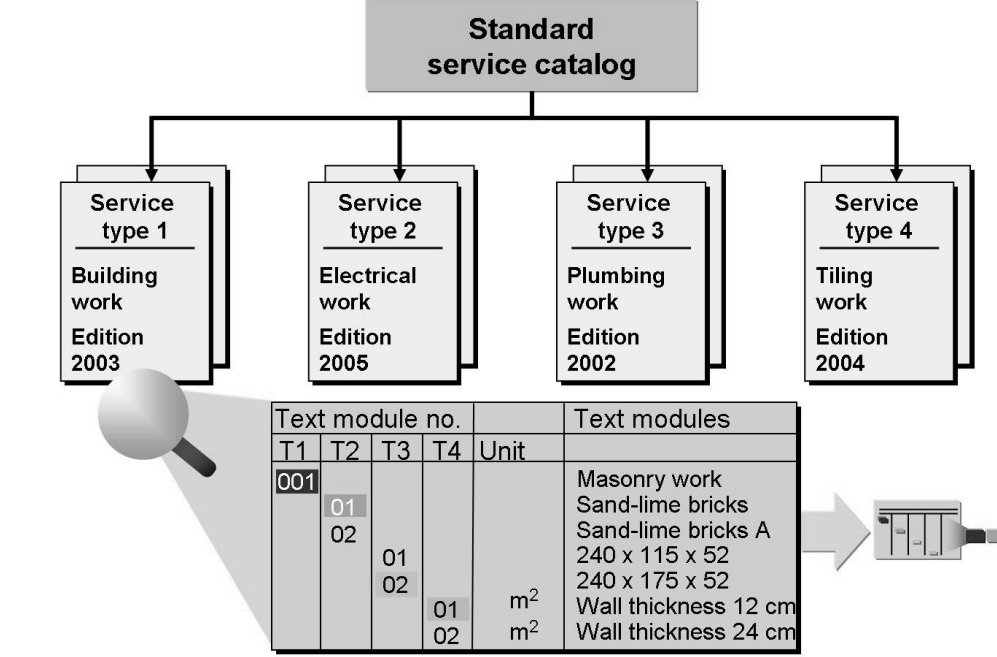 Standard
service catalog
Service
type 1
Building
work
Edition
2003
Service
type 2
Electrical
work
Edition
2005
Service
type 3
Plumbing
work
Edition
2002
Service
type 4
Tiling
work
Edition
2004
Text module no. Text modules
T1 T2 T3 T4 Unit
001 Masonry work
01 Sand-lime bricks
02 Sand-lime bricks A
01 240 x 115 x 52
02 240 x 175 x 52
01 m² Wall thickness 12 cm
02 m² Wall thickness 24 cm